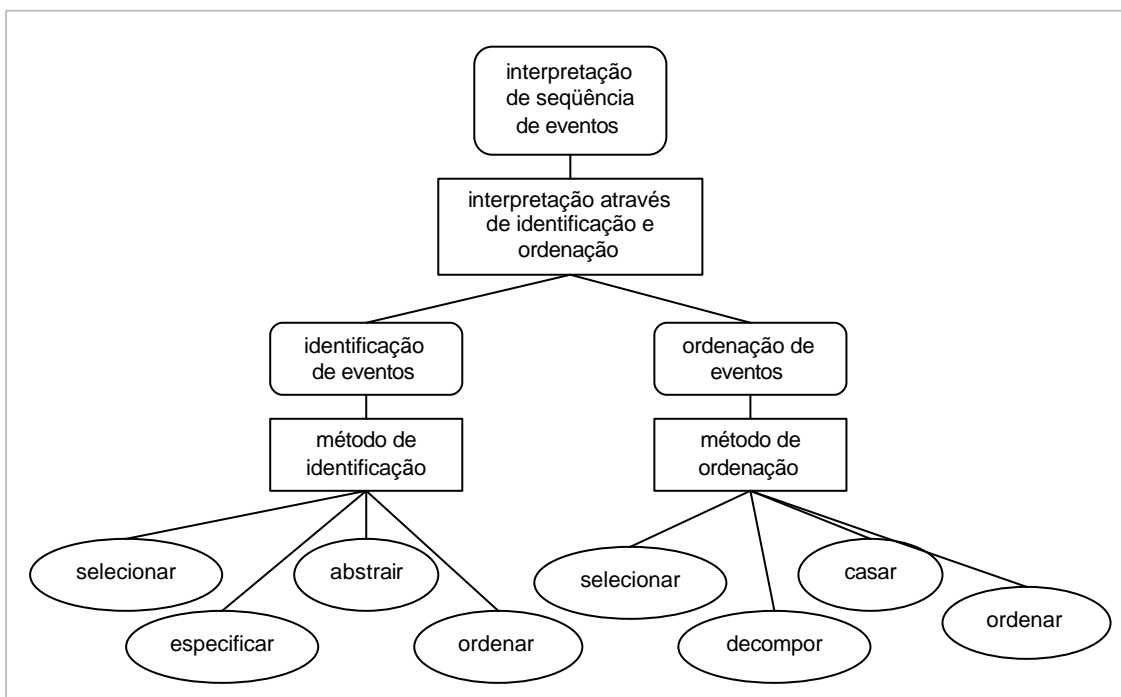 interpretação
de seqüência
de eventos
interpretação através
de identificação e
ordenação
identificação
de eventos
ordenação de
eventos
método de
identificação
método de
ordenação
selecionar
abstrair
selecionar
casar
especificar
ordenar
decompor
ordenar